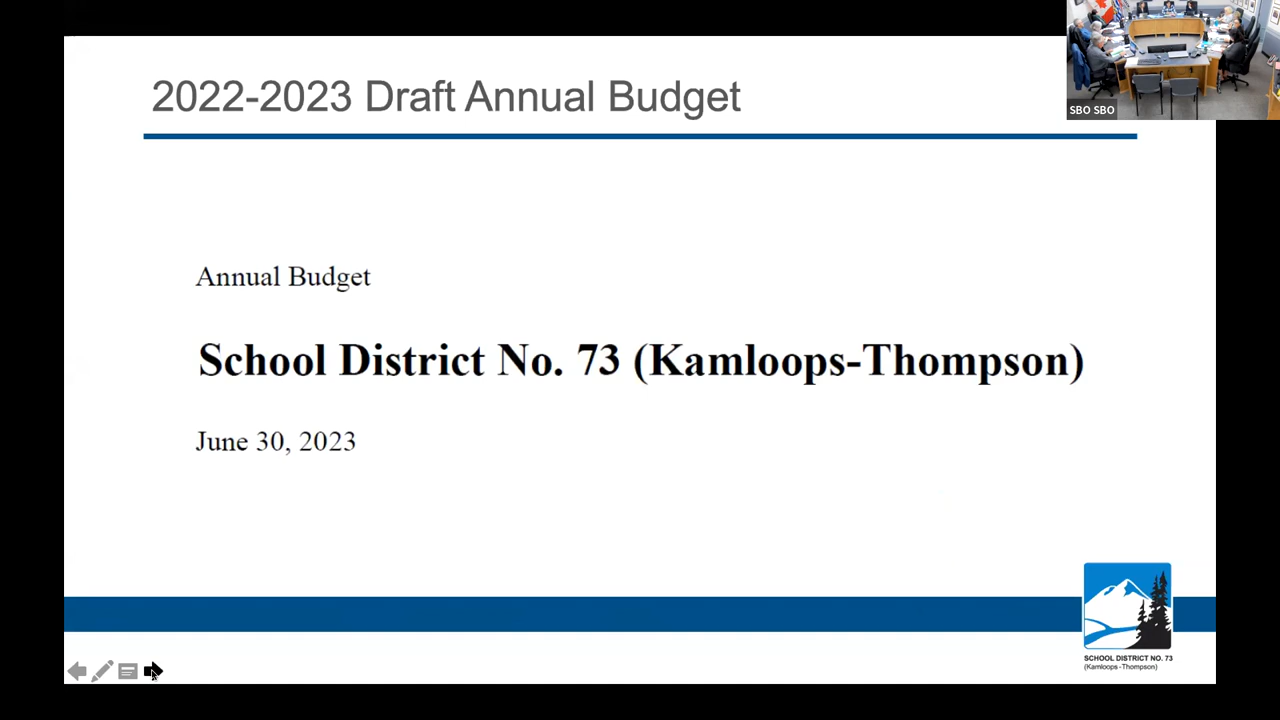 2022-2023 Draft Annual Budget
SBO SBO
Annual Budget
School District No. 73 (Kamloops-Thompson)
June 30, 2023
SCHOOL DISTRICT NO. 73
(Kamloops -Thompson)